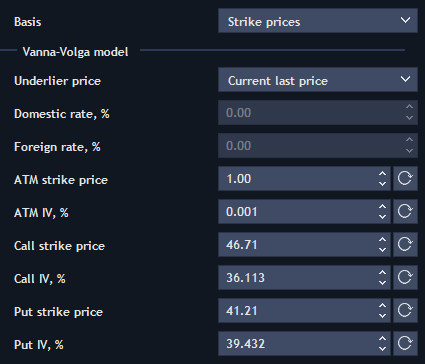 Basis Strike prices
Vanna-Volga model
Underlier price Current last price
Domestic rate, % 0.00
Foreign rate, % 0.00
ATM strike price 1.00
ATM IV, % 0.001
Call strike price 46.71
Call IV, % 36.113
Put strike price 41.21
Put IV, % 39.432